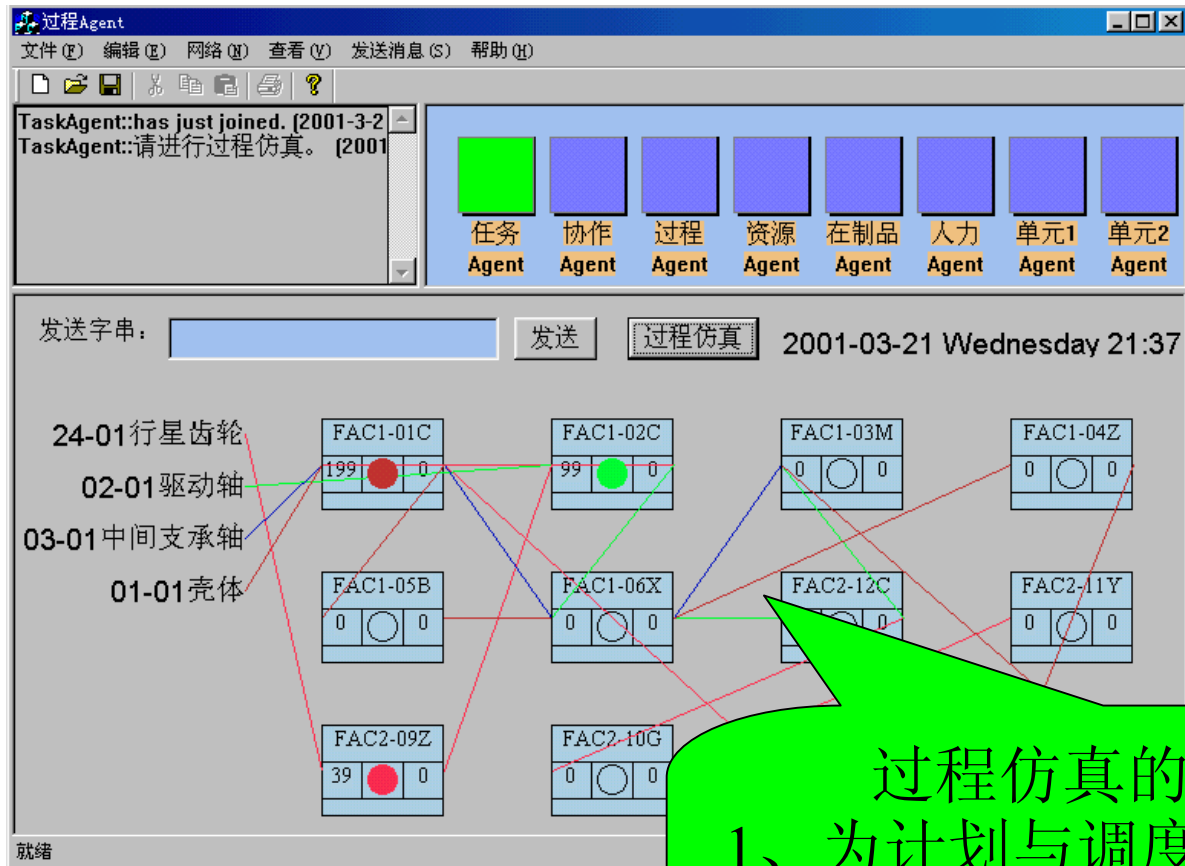 过程Agent
文件(F) 编辑(E) 网络(N) 查看(V) 发送消息(S) 帮助(H)
TaskAgent::has just joined. (2001-3-2
TaskAgent::请进行过程仿真。 (2001
任务 协作 过程 资源 在制品 人力 单元1 单元2
Agent Agent Agent Agent Agent Agent Agent Agent
发送字串： 发送 过程仿真 2001-03-21 Wednesday 21:37
24-01行星齿轮
02-01驱动轴
03-01中间支承轴
01-01壳体
FAC1-01C FAC1-02C FAC1-03M FAC1-04Z
199 0 99 0 0 0 0 0
FAC1-05B FAC1-06X FAC2-12C FAC2-11Y
0 0 0 0 0 0 0
FAC2-09Z FAC2-10G
39 0 0 0
过程仿真的
1、为计划与调度
就绪